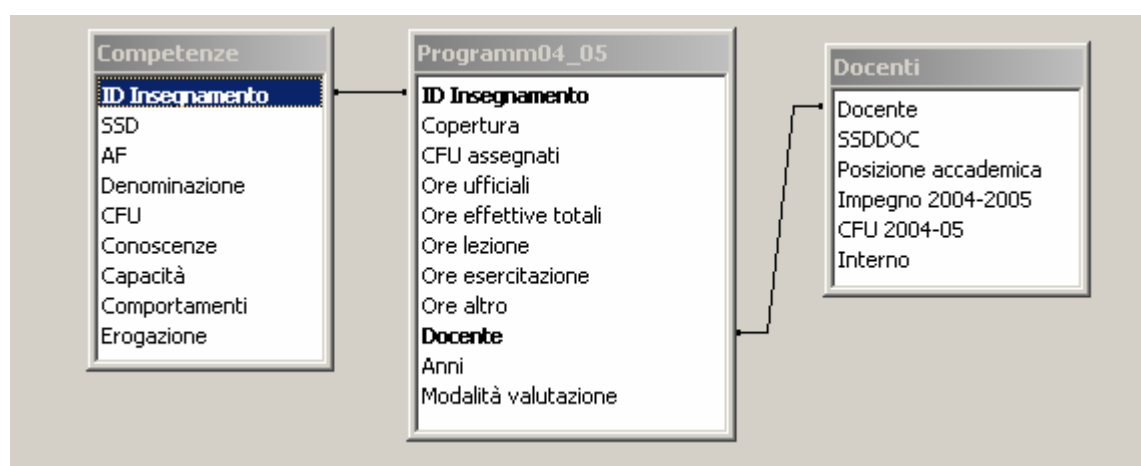 Competenze
ID Insegnamento
SSD
AF
Denominazione
CFU
Conoscenze
Capacità
Comportamenti
Erogazione
Programm04_05
ID Insegnamento
Copertura
CFU assegnati
Ore ufficiali
Ore effettive totali
Ore lezione
Ore esercitazione
Ore altro
Docente
Anni
Modalità valutazione
Docenti
Docente
SSDDOC
Posizione accademica
Impegno 2004-2005
CFU 2004-05
Interno